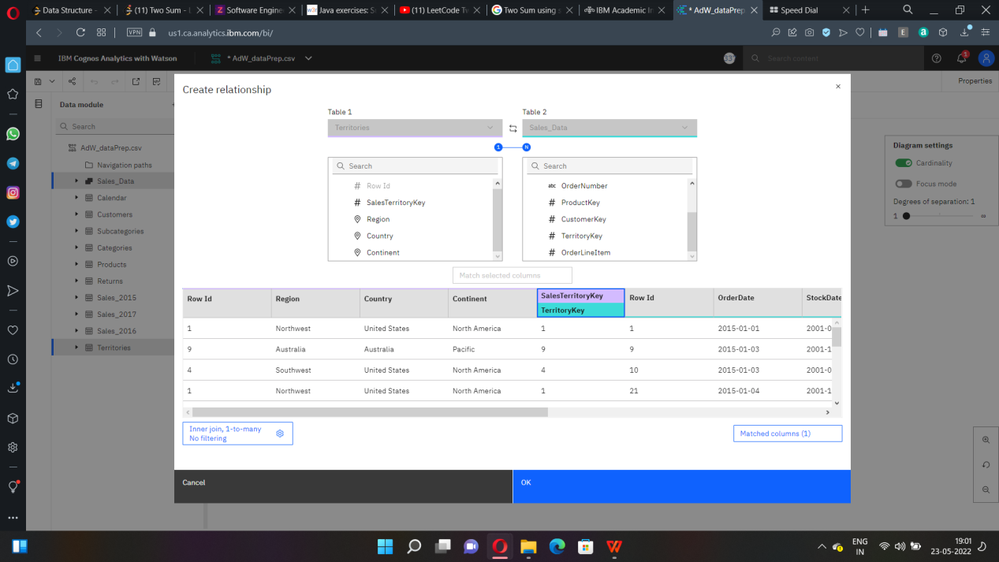 Data Structure -
(11) Two Sum - L
Software Engine
Java exercises: S
(11) LeetCode Tw
Two Sum using s
IBM Academic In
* AdW_dataPrep
Speed Dial
VPN
us1.ca.analytics.ibm.com/bi/
IBM Cognos Analytics with Watson
* AdW_dataPrep.csv
Search content
1
Properties
Data module
Search
AdW_dataPrep.csv
Navigation paths
Sales_Data
Calendar
Customers
Subcategories
Categories
Products
Returns
Sales_2015
Sales_2017
Sales_2016
Territories
Create relationship
Table 1
Table 2
Territories
Sales_Data
1
N
Search
Search
Row Id
SalesTerritoryKey
Region
Country
Continent
abc OrderNumber
# ProductKey
# CustomerKey
# TerritoryKey
# OrderLineItem
Match selected columns
Row Id Region Country Continent SalesTerritoryKey TerritoryKey Row Id OrderDate StockDate
1 Northwest United States North America 1 1 2015-01-01 2001-0
9 Australia Australia Pacific 9 9 2015-01-03 2001-1
4 Southwest United States North America 4 10 2015-01-03 2001-0
1 Northwest United States North America 1 21 2015-01-04 2001-1
Inner join, 1-to-many
No filtering
Matched columns (1)
Cancel
OK
Diagram settings
Cardinality
Focus mode
Degrees of separation: 1
1 ∞
ENG
IN
19:01
23-05-2022